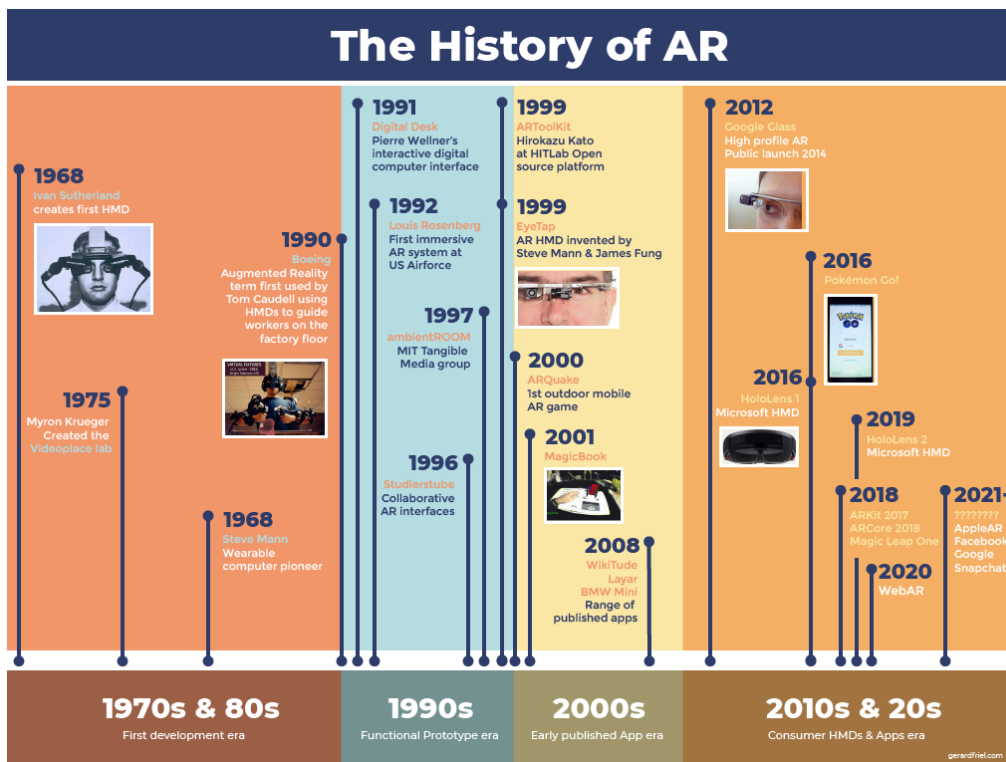 The History of AR
1968
Ivan Sutherland
creates first HMD
1975
Myron Krueger
Created the
Videoplace lab
1968
Steve Mann
Wearable
computer pioneer
1990
Boeing
Augmented Reality
term first used by
Tom Caudell using
HMDs to guide
workers on the
factory floor
VIRTUAL FUTURES
1991
Digital Desk
Pierre Wellner's
interactive digital
computer interface
1992
Louis Rosenberg
First immersive
AR system at
US Airforce
1997
ambientROOM
MIT Tangible
Media group
1996
Studierstube
Collaborative
AR interfaces
1999
ARToolKit
Hirokazu Kato
at HITLab Open
source platform
1999
EyeTap
AR HMD invented by
Steve Mann & James Fung
2000
ARQuake
1st outdoor mobile
AR game
2001
MagicBook
2008
WikiTude
Layar
BMW Mini
Range of
published apps
2012
Google Glass
High profile AR
Public launch 2014
2016
Pokémon Go!
Pokémon
GO
2016
HoloLens 1
Microsoft HMD
2019
HoloLens 2
Microsoft HMD
2018
ARKit 2017
ARCore 2018
Magic Leap One
2020
WebAR
2021-
????????
AppleAR
Facebook
Google
Snapchat
1970s & 80s
First development era
1990s
Functional Prototype era
2000s
Early published App era
2010s & 20s
Consumer HMDs & Apps era
gerardfriel.com